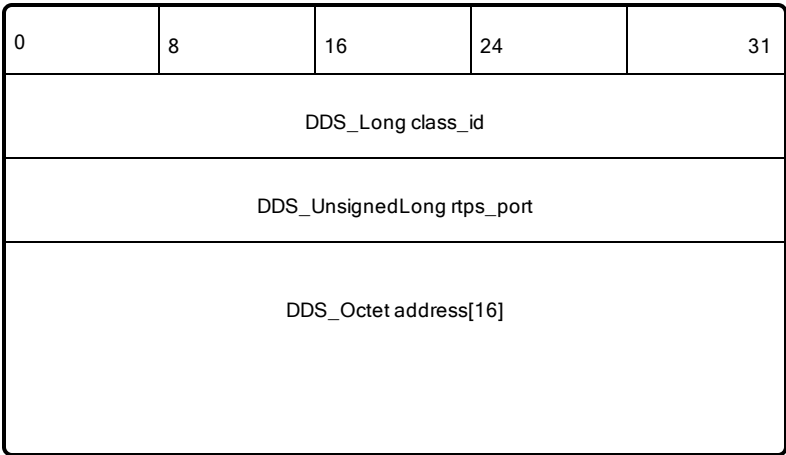 0 8 16 24 31
DDS_Long class_id
DDS_UnsignedLong rtps_port
DDS_Octet address[16]